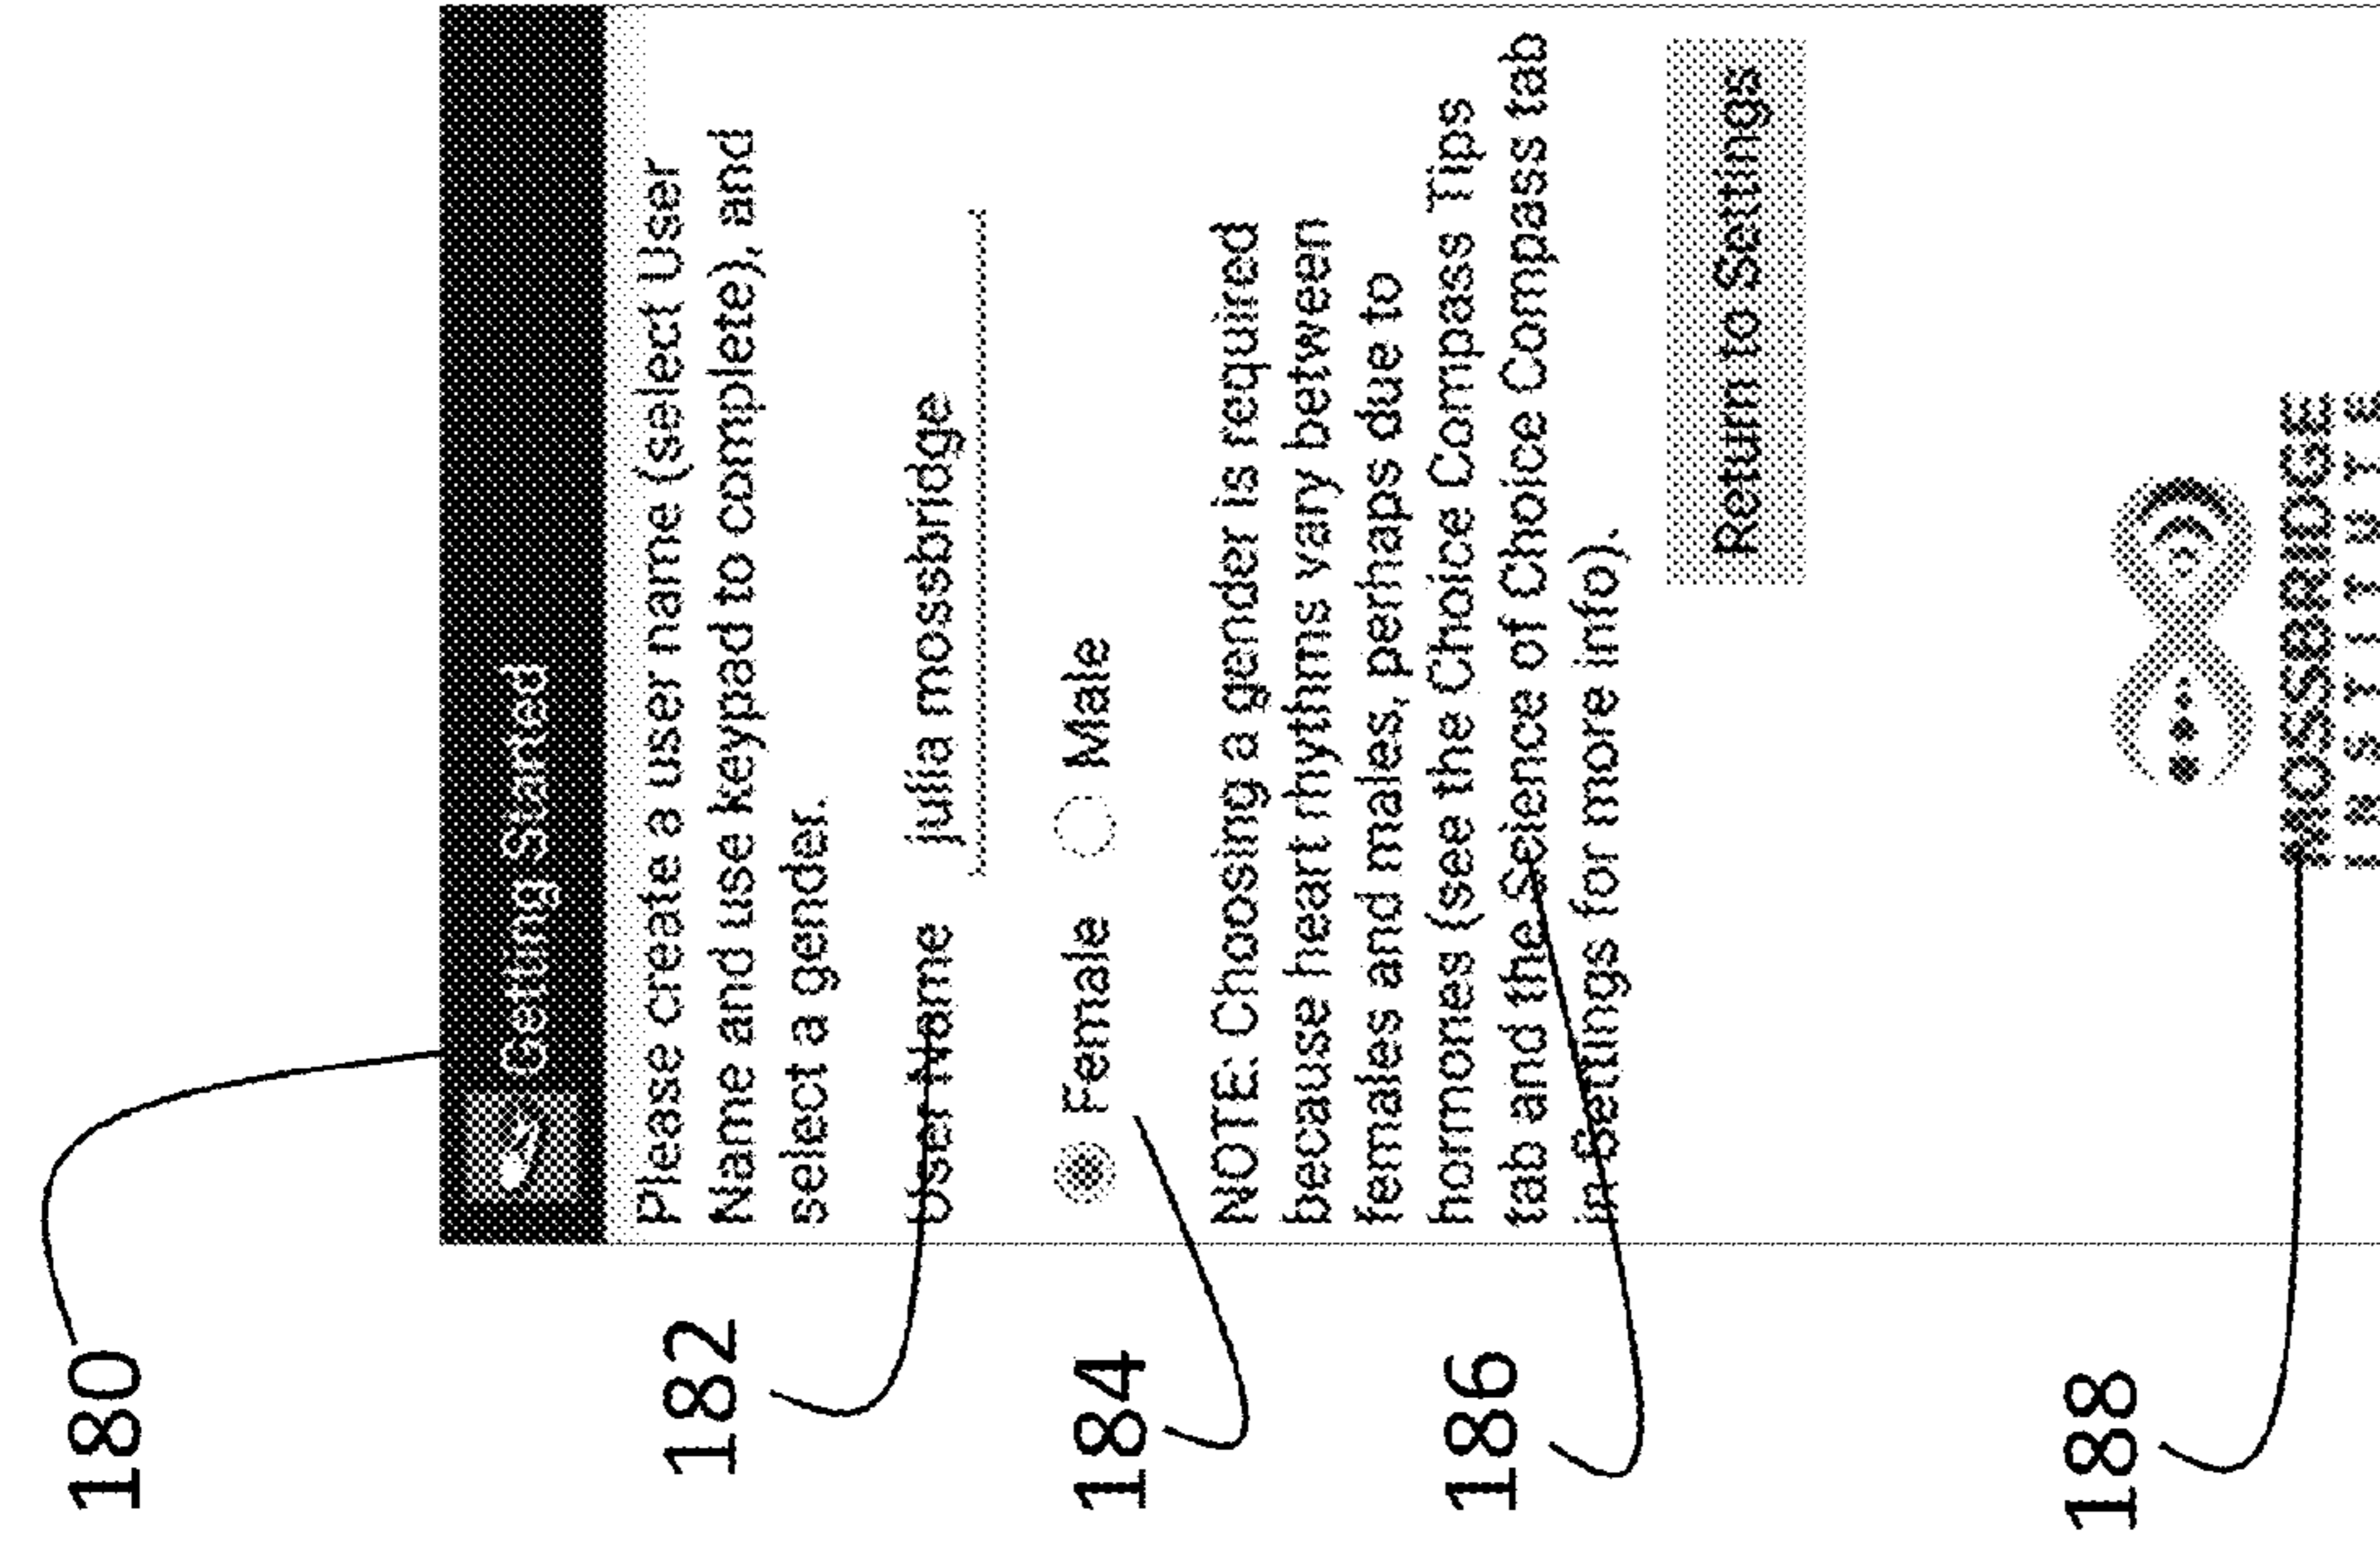 180
Getting Started
Please create a user name (select User
Name and use keypad to complete), and
select a gender.
182
User Name julia mossbridge
184
Female Male
NOTE: Choosing a gender is required
because heart rhythms vary between
females and males, perhaps due to
hormones (see the Choice Compass Tips
186
tab and the Science of Choice Compass tab
in Settings for more info).
Return to Settings
188
MOSSBRIDGE
INSTITUTE